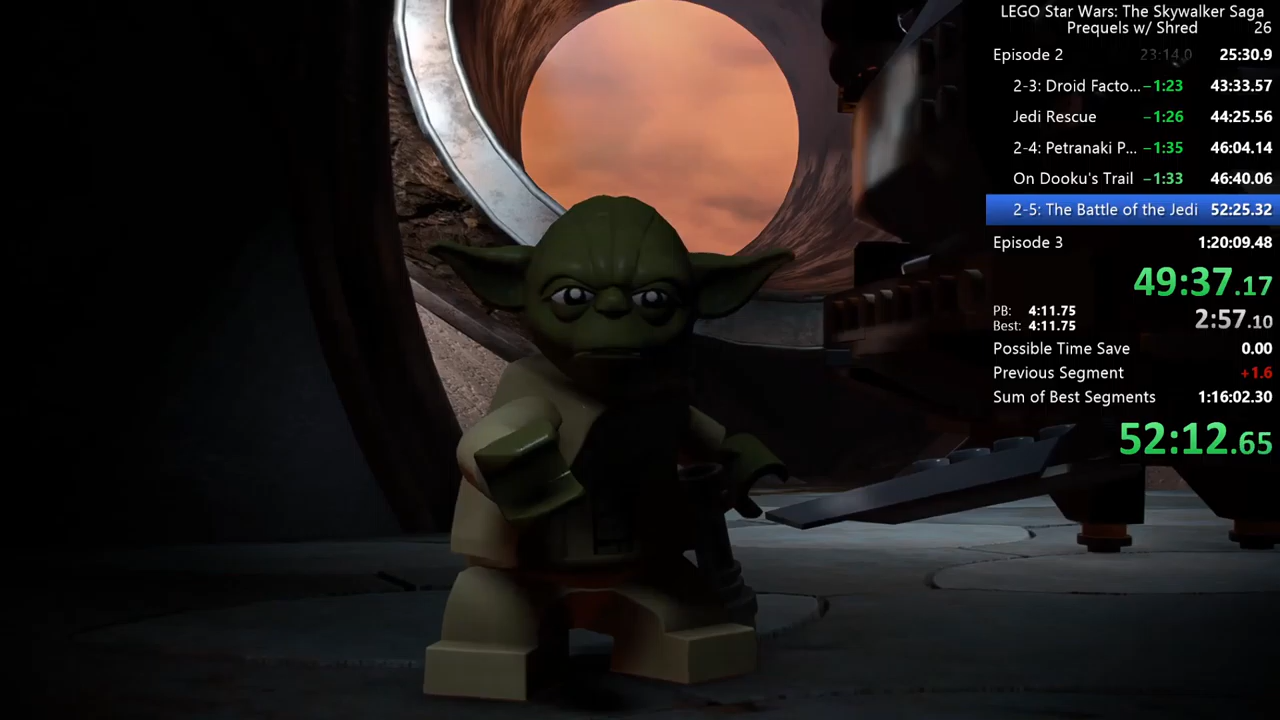 LEGO Star Wars: The Skywalker Saga
Prequels w/ Shred 26
Episode 2 23:14.0 25:30.9
2-3: Droid Facto... −1:23 43:33.57
Jedi Rescue −1:26 44:25.56
2-4: Petranaki P... −1:35 46:04.14
On Dooku's Trail −1:33 46:40.06
2-5: The Battle of the Jedi 52:25.32
Episode 3 1:20:09.48
49:37.17
PB: 4:11.75
Best: 4:11.75
2:57.10
Possible Time Save 0.00
Previous Segment +1.6
Sum of Best Segments 1:16:02.30
52:12.65